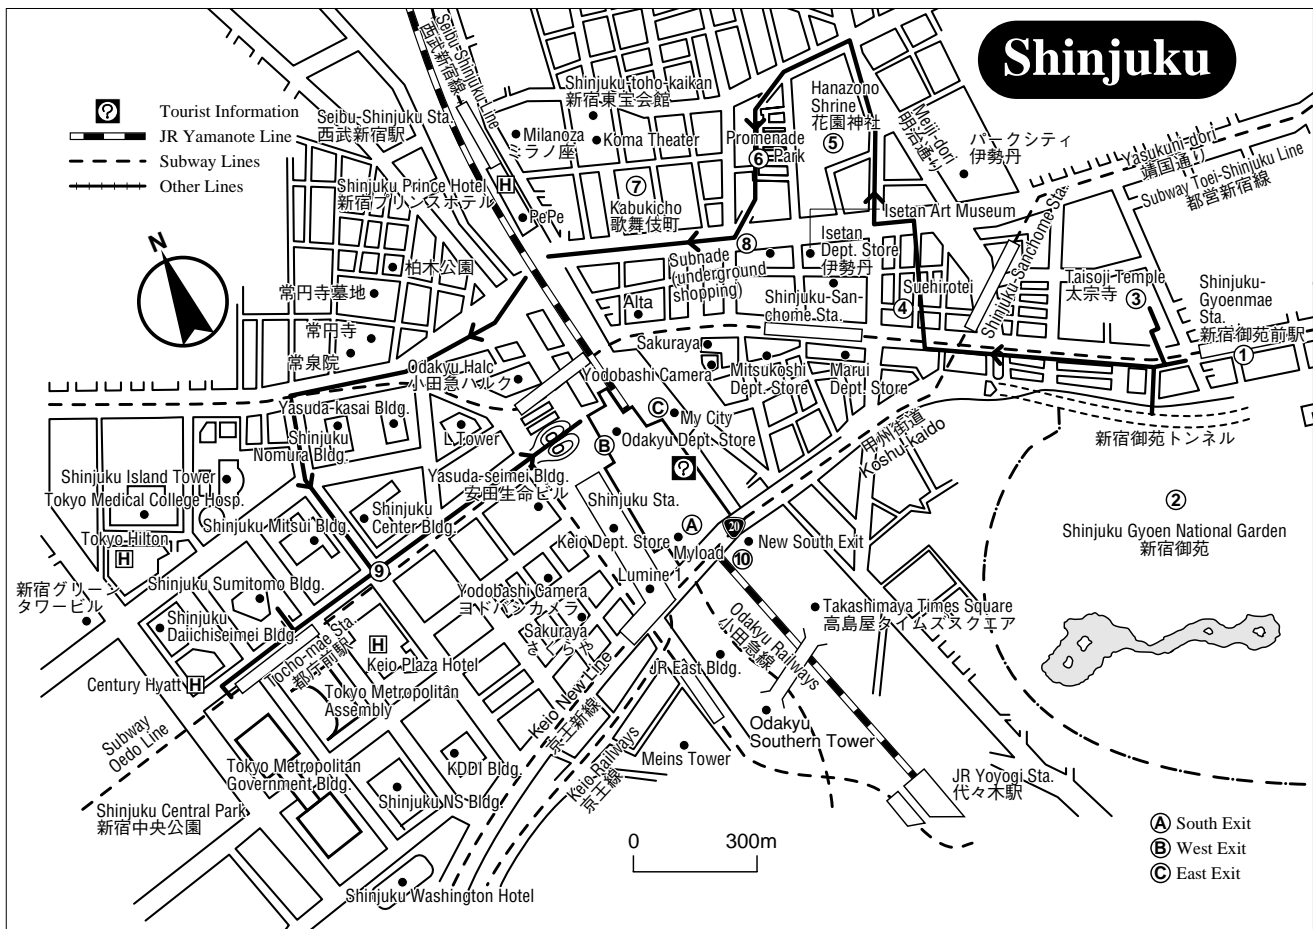 Shinjuku
Tourist Information
JR Yamanote Line
Subway Lines
Other Lines
N
Seibu-Shinjuku Line
西武新宿線
Seibu-Shinjuku Sta.
西武新宿駅
Shinjuku-toho-kaikan
新宿東宝会館
Milanoza
ミラノ座
Koma Theater
Shinjuku Prince Hotel
新宿プリンスホテル
H
PePe
7
Kabukicho
歌舞伎町
Promenade
Park
6
Hanazono
Shrine
花園神社
5
Meiji-dori
明治通り
パークシティ
伊勢丹
Yasukuni-dori
靖国通り
Subway Toei-Shinjuku Line
都営新宿線
Isetan Art Museum
Isetan
Dept. Store
伊勢丹
8
Subnade
(underground
shopping)
Shinjuku-San-
chome Sta.
Suehirotei
4
Shinjuku-Sanchome Sta.
Taisoji Temple
太宗寺
3
Shinjuku-
Gyoenmae
Sta.
新宿御苑前駅
1
柏木公園
常円寺墓地
常円寺
常泉院
Alta
Sakuraya
Yodobashi Camera
Mitsukoshi
Dept. Store
Marui
Dept. Store
Odakyu Halc
小田急ハルク
Yasuda-kasai Bldg.
Shinjuku
Nomura Bldg.
L Tower
C
My City
B
Odakyu Dept. Store
甲州街道
Koshukaido
新宿御苑トンネル
Shinjuku Island Tower
Tokyo Medical College Hosp.
Yasuda-seimei Bldg.
安田生命ビル
Shinjuku Mitsui Bldg.
Shinjuku
Center Bldg.
Shinjuku Sta.
A
Keio Dept. Store
Myload
20
10
New South Exit
2
Shinjuku Gyoen National Garden
新宿御苑
Tokyo Hilton
H
新宿グリーン
タワービル
Shinjuku Sumitomo Bldg.
9
Lumine 1
Yodobashi Camera
ヨドバシカメラ
Sakuraya
さくらや
Takashimaya Times Square
高島屋タイムズスクエア
Shinjuku
Daiichiseimei Bldg.
Tocho-mae Sta.
都庁前駅
H
Keio Plaza Hotel
Century Hyatt
H
Tokyo Metropolitan
Assembly
JR East Bldg.
Odakyu Railways
小田急線
Keio New Line
京王新線
Odakyu
Southern Tower
Subway
Oedo Line
Tokyo Metropolitan
Government Bldg.
KDDI Bldg.
Keio Railways
京王線
Meins Tower
JR Yoyogi Sta.
代々木駅
Shinjuku NS Bldg.
Shinjuku Central Park
新宿中央公園
0 300m
A South Exit
B West Exit
C East Exit
Shinjuku Washington Hotel